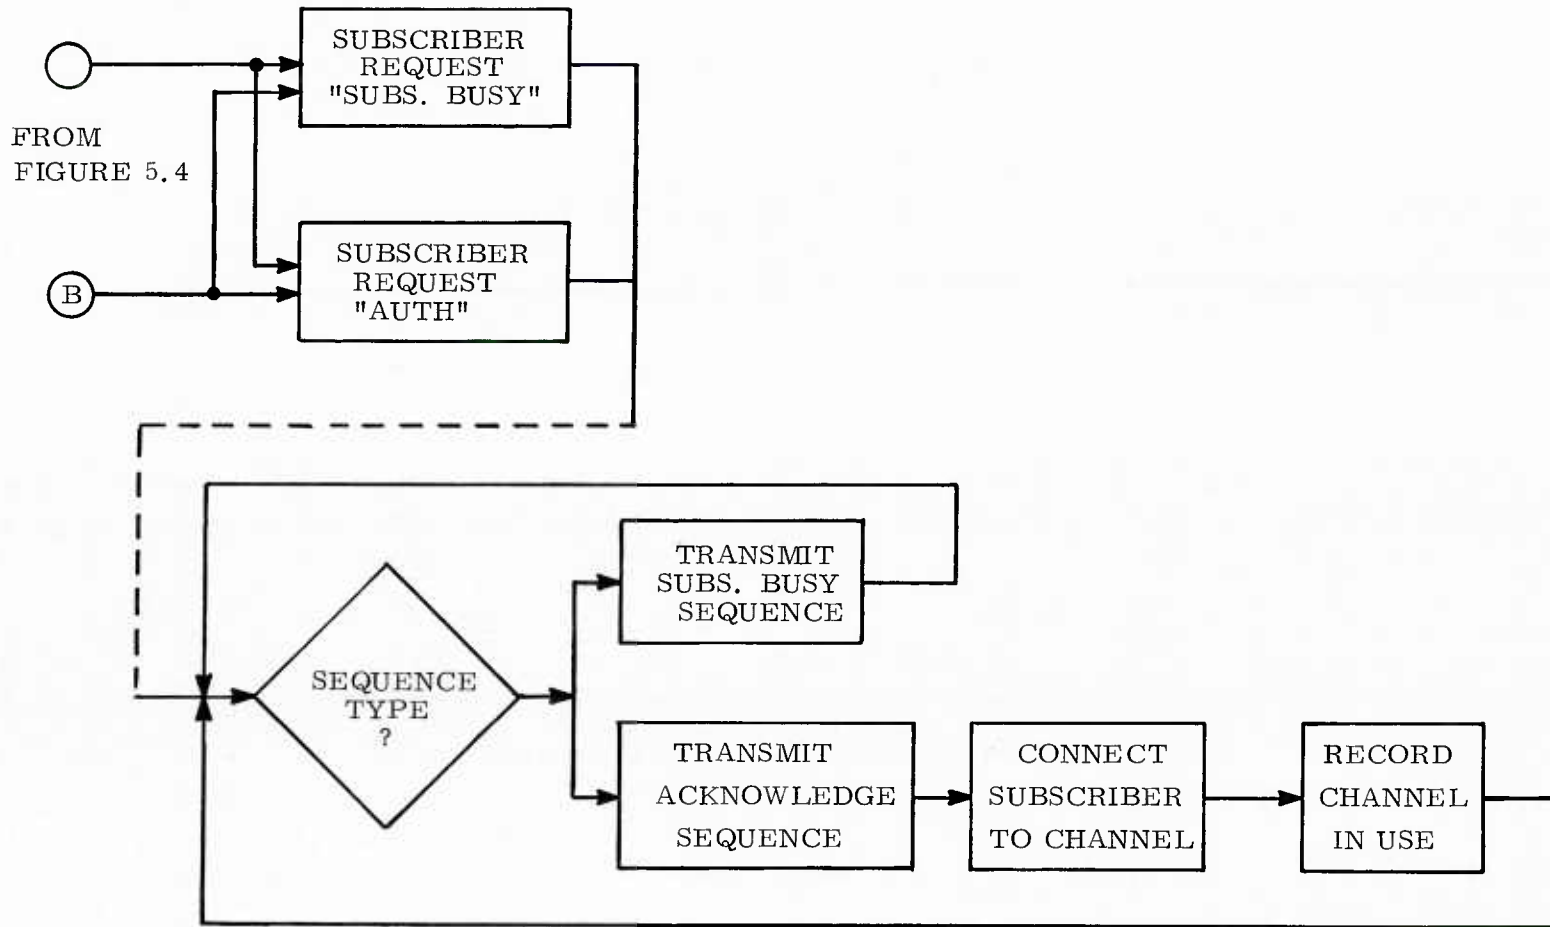 SUBSCRIBER
REQUEST
"SUBS. BUSY"
FROM
FIGURE 5.4
SUBSCRIBER
REQUEST
"AUTH"
B
TRANSMIT
SUBS. BUSY
SEQUENCE
SEQUENCE
TYPE
?
TRANSMIT
ACKNOWLEDGE
SEQUENCE
CONNECT
SUBSCRIBER
TO CHANNEL
RECORD
CHANNEL
IN USE